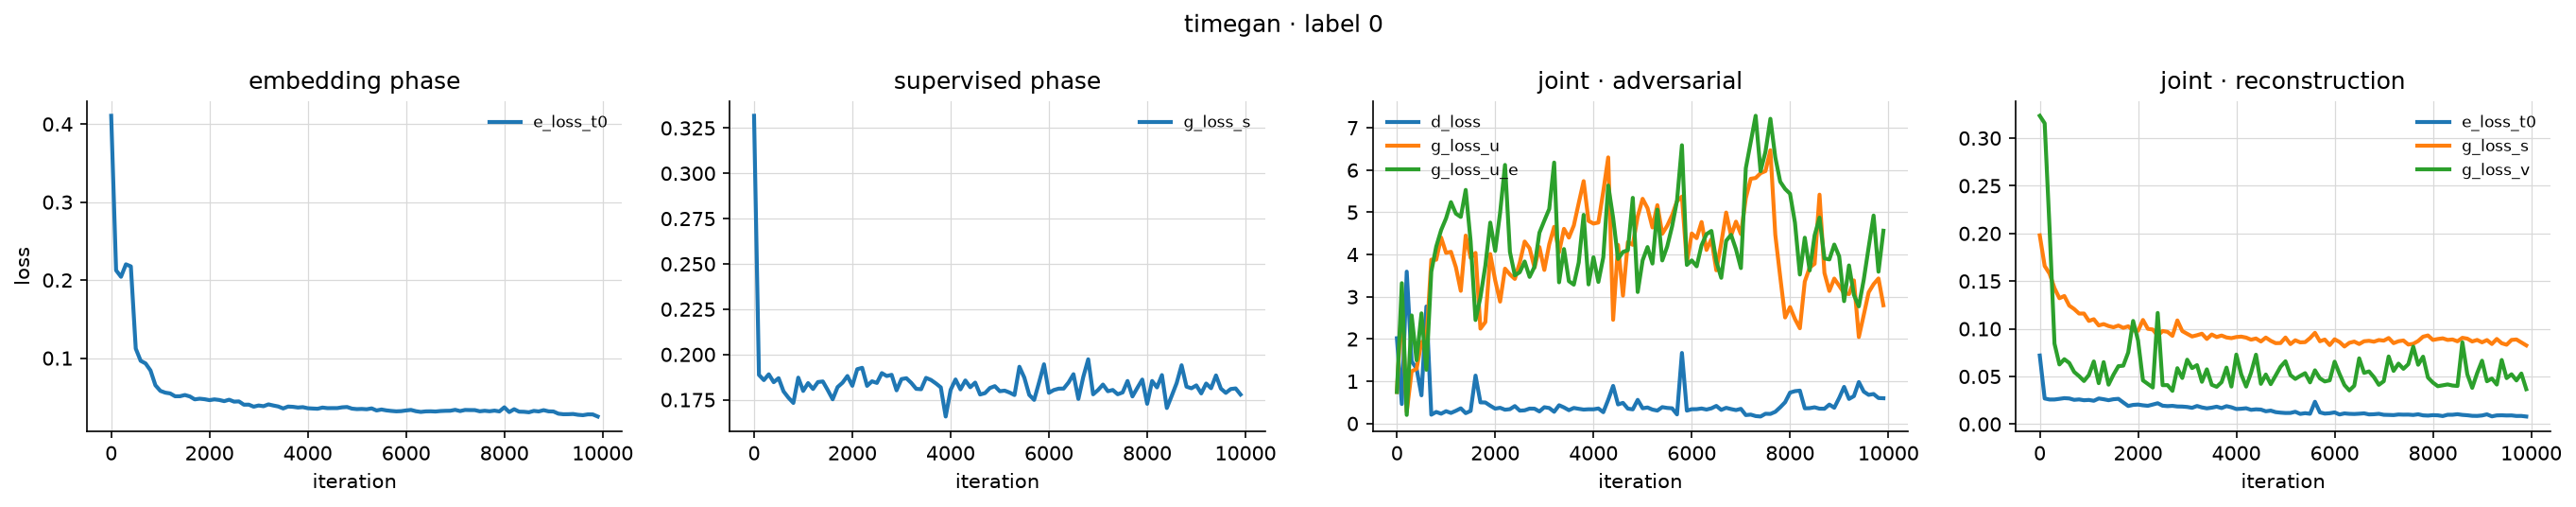 timegan · label 0
embedding phase
e_loss_t0
0.4
0.3
0.2
0.1
loss
0 2000 4000 6000 8000 10000
iteration
supervised phase
g_loss_s
0.325
0.300
0.275
0.250
0.225
0.200
0.175
0 2000 4000 6000 8000 10000
iteration
joint · adversarial
d_loss
g_loss_u
g_loss_u_e
7
6
5
4
3
2
1
0
0 2000 4000 6000 8000 10000
iteration
joint · reconstruction
e_loss_t0
g_loss_s
g_loss_v
0.30
0.25
0.20
0.15
0.10
0.05
0.00
0 2000 4000 6000 8000 10000
iteration